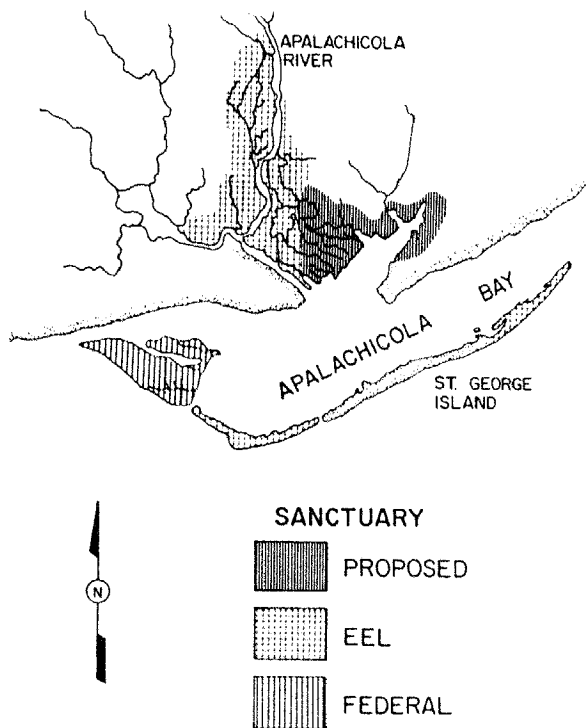 APALACHICOLA
RIVER
APALACHICOLA BAY
ST. GEORGE
ISLAND
N
SANCTUARY
PROPOSED
EEL
FEDERAL